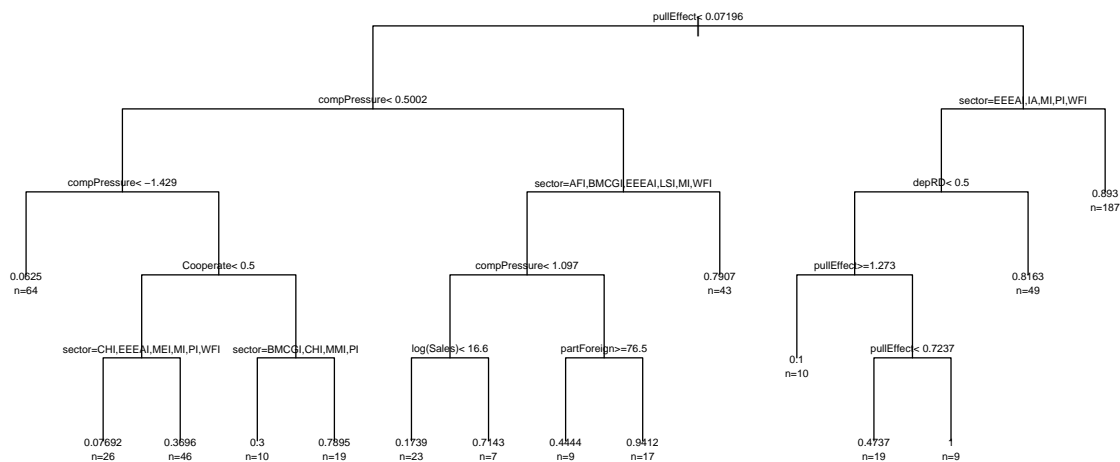 pullEffect< 0.07196
compPressure< 0.5002
sector=EEEAI,IA,MI,PI,WFI
compPressure< −1.429
sector=AFI,BMCGI,EEEAI,LSI,MI,WFI
depRD< 0.5
0.893
n=187
Cooperate< 0.5
compPressure< 1.097
pullEffect>=1.273
0.0625
n=64
0.7907
n=43
0.8163
n=49
sector=CHI,EEEAI,MEI,MI,PI,WFI
sector=BMCGI,CHI,MMI,PI
log(Sales)< 16.6
partForeign>=76.5
pullEffect< 0.7237
0.1
n=10
0.07692
n=26
0.3696
n=46
0.3
n=10
0.7895
n=19
0.1739
n=23
0.7143
n=7
0.4444
n=9
0.9412
n=17
0.4737
n=19
1
n=9